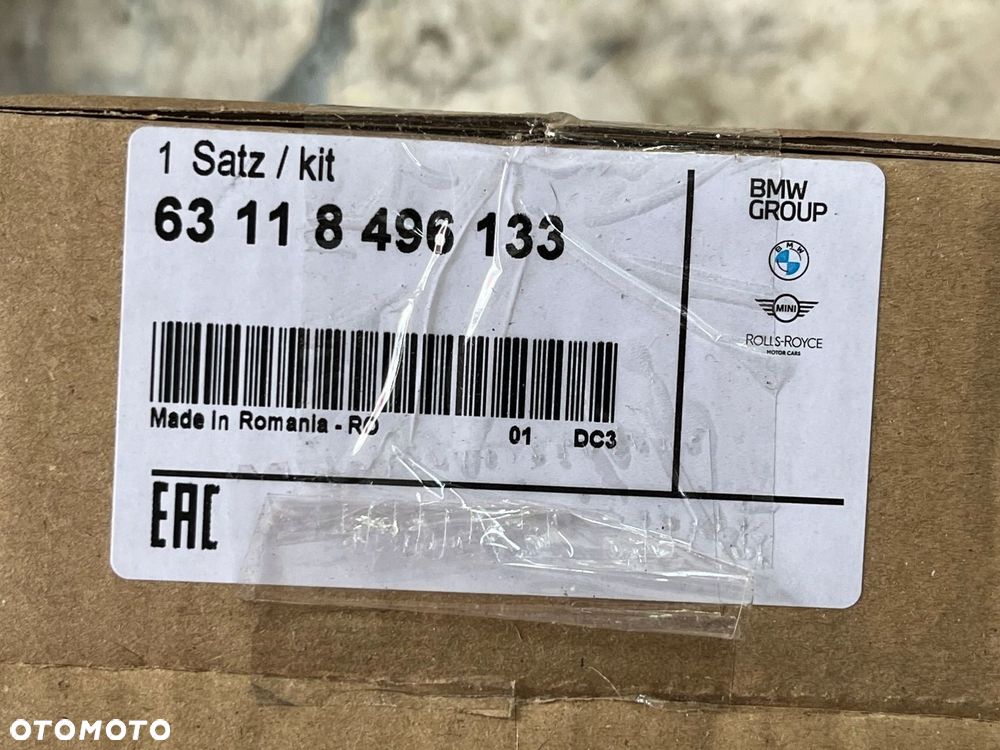 1 Satz / kit
63 11 8 496 133
Made in Romania - RO
01 DC3
EAC
BMW
GROUP
BMW
MINI
ROLLS-ROYCE
MOTOR CARS
OTOMOTO